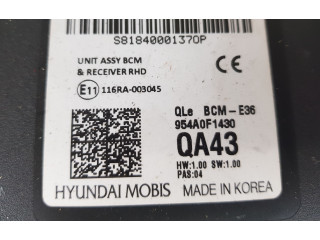 S81840001370P
UNIT ASSY BCM
& RECEIVER RHD
CE
E11 116RA-003045
QLe BCM-E36
954A0F1430
QA43
HW:1.00 SW:1.00
PAS:04
HYUNDAI MOBIS MADE IN KOREA